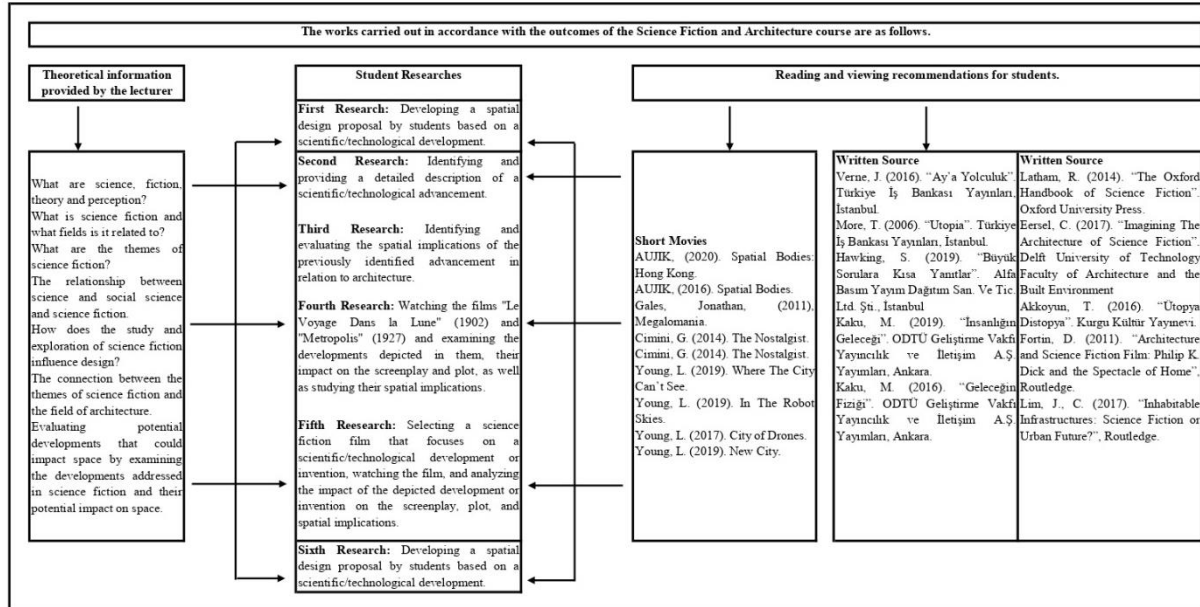 The works carried out in accordance with the outcomes of the Science Fiction and Architecture course are as follows.
Theoretical information
provided by the lecturer
What are science, fiction,
theory and perception?
What is science fiction and
what fields is it related to?
What are the themes of
science fiction?
The relationship between
science and social science
and science fiction.
How does the study and
exploration of science fiction
influence design?
The connection between the
themes of science fiction and
the field of architecture.
Evaluating potential
developments that could
impact space by examining
the developments addressed
in science fiction and their
potential impact on space.
Student Researches
First Research: Developing a spatial
design proposal by students based on a
scientific/technological development.
Second Research: Identifying and
providing a detailed description of a
scientific/technological advancement.
Third Research: Identifying and
evaluating the spatial implications of the
previously identified advancement in
relation to architecture.
Fourth Research: Watching the films "Le
Voyage Dans la Lune" (1902) and
"Metropolis" (1927) and examining the
developments depicted in them, their
impact on the screenplay and plot, as well
as studying their spatial implications.
Fifth Reesearch: Selecting a science
fiction film that focuses on a
scientific/technological development or
invention, watching the film, and analyzing
the impact of the depicted development or
invention on the screenplay, plot, and
spatial implications.
Sixth Research: Developing a spatial
design proposal by students based on a
scientific/technological development.
Reading and viewing recommendations for students.
Short Movies
AUJIK, (2020). Spatial Bodies:
Hong Kong.
AUJIK, (2016). Spatial Bodies.
Gales, Jonathan, (2011),
Megalomania.
Cimini, G. (2014). The Nostalgist.
Cimini, G. (2014). The Nostalgist.
Young, L. (2019). Where The City
Can`t See.
Young, L. (2019). In The Robot
Skies.
Young, L. (2017). City of Drones.
Young, L. (2019). New City.
Written Source
Verne, J. (2016). “Ay’a Yolculuk”.
Türkiye İş Bankası Yayınları,
İstanbul.
More, T. (2006). “Utopia”. Türkiye
İş Bankası Yayınları, İstanbul.
Hawking, S. (2019). “Büyük
Sorulara Kısa Yanıtlar”. Alfa
Basım Yayım Dağıtım San. Ve Tic.
Ltd. Şti., İstanbul
Kaku, M. (2019). “İnsanlığın
Geleceği”. ODTÜ Geliştirme Vakfı
Yayıncılık ve İletişim A.Ş.
Yayımları, Ankara.
Kaku, M. (2016). “Geleceğin
Fiziği”. ODTÜ Geliştirme Vakfı
Yayıncılık ve İletişim A.Ş.
Yayımları, Ankara.
Written Source
Latham, R. (2014). “The Oxford
Handbook of Science Fiction”.
Oxford University Press.
Eersel, C. (2017). “Imagining The
Architecture of Science Fiction”.
Delft University of Technology
Faculty of Architecture and the
Built Environment
Akkoyun, T. (2016). “Ütopya
Distopya”. Kurgu Kültür Yayınevi.
Fortin, D. (2011). “Architecture
and Science Fiction Film: Philip K.
Dick and the Spectacle of Home”,
Routledge.
Lim, J., C. (2017). “Inhabitable
Infrastructures: Science Fiction or
Urban Future?”, Routledge.